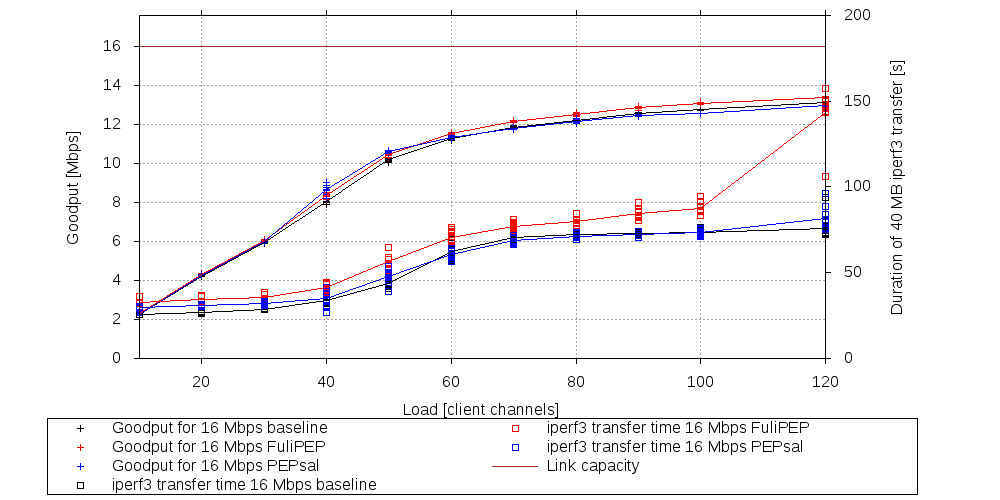 200
16
14
150
12
Goodput [Mbps]
10
Duration of 40 MB iperf3 transfer [s]
100
8
6
50
4
2
0
0
20
40
60
80
100
120
Load [client channels]
Goodput for 16 Mbps baseline
Goodput for 16 Mbps FuliPEP
Goodput for 16 Mbps PEPsal
iperf3 transfer time 16 Mbps baseline
iperf3 transfer time 16 Mbps FuliPEP
iperf3 transfer time 16 Mbps PEPsal
Link capacity